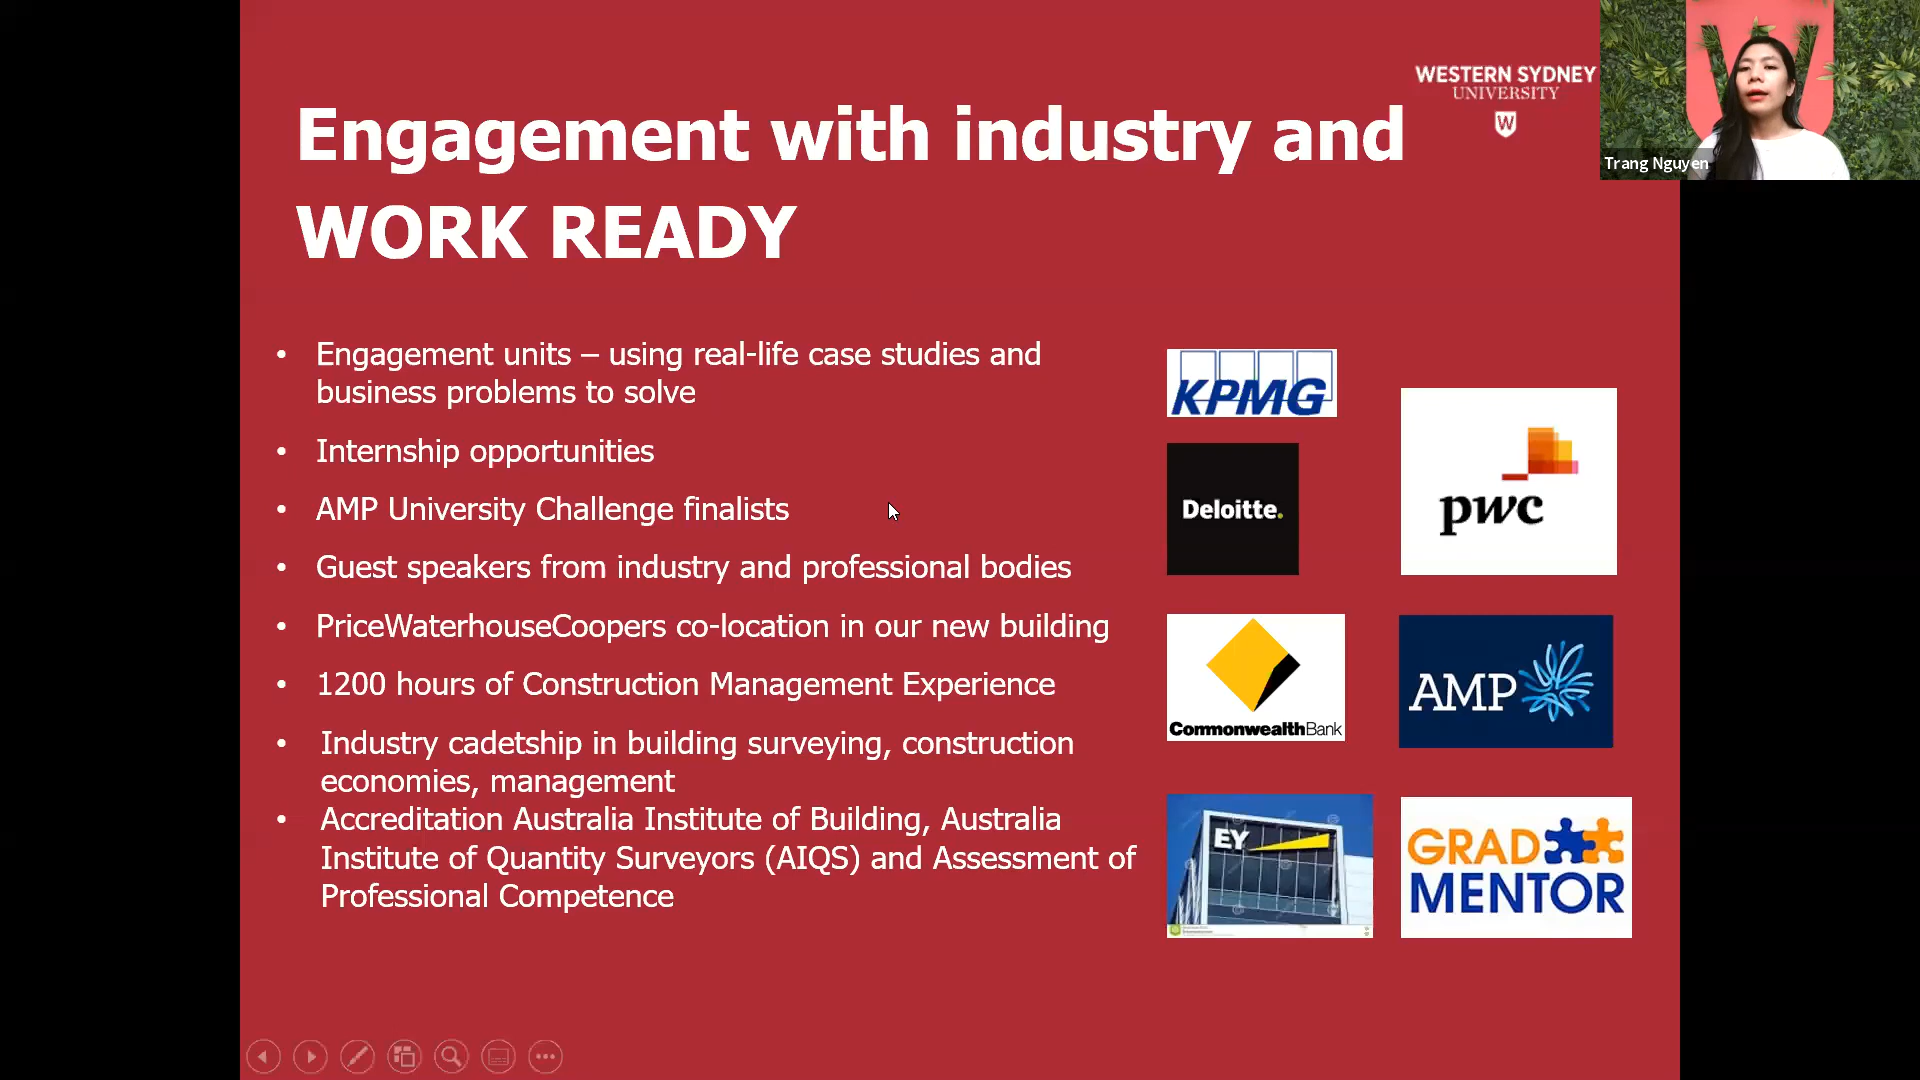 WESTERN SYDNEY
UNIVERSITY
W
Trang Nguyen
Engagement with industry and
WORK READY
• Engagement units – using real-life case studies and
business problems to solve
• Internship opportunities
• AMP University Challenge finalists
• Guest speakers from industry and professional bodies
• PriceWaterhouseCoopers co-location in our new building
• 1200 hours of Construction Management Experience
• Industry cadetship in building surveying, construction
economies, management
• Accreditation Australia Institute of Building, Australia
Institute of Quantity Surveyors (AIQS) and Assessment of
Professional Competence
KPMG
Deloitte.
pwc
CommonwealthBank
AMP
EY
GRAD
MENTOR